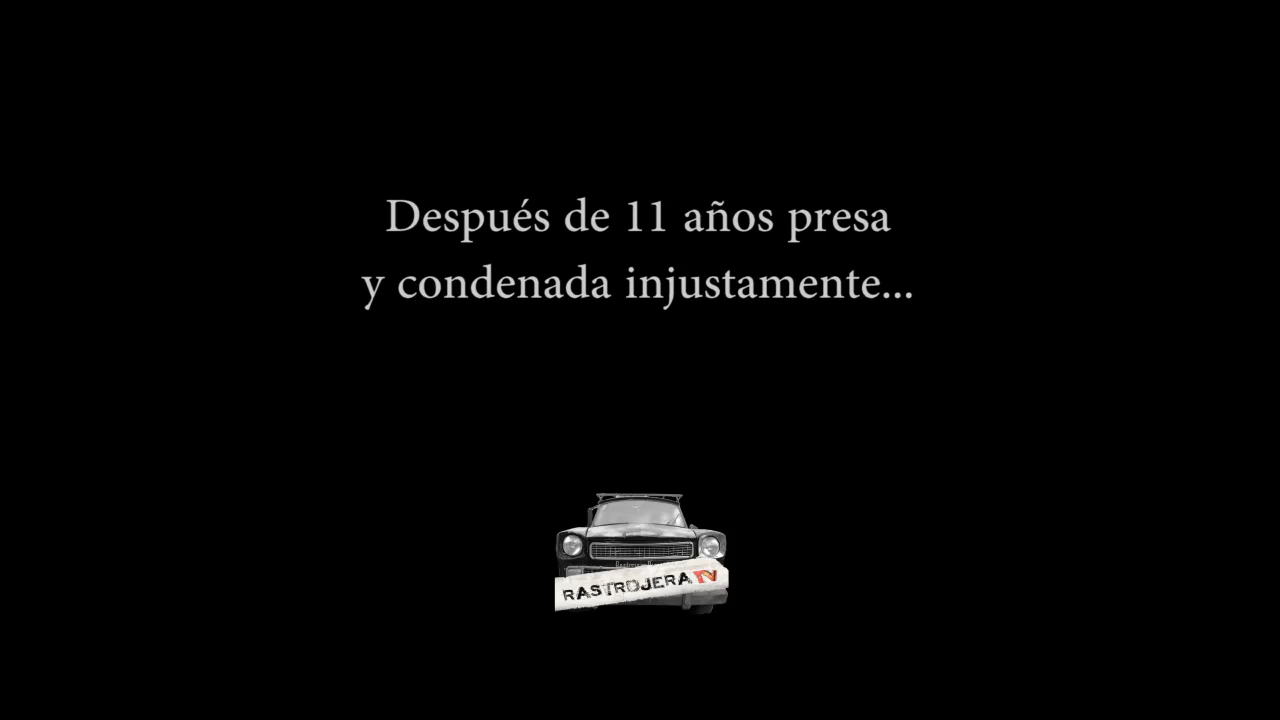 Después de 11 años presa
y condenada injustamente...
RASTROJERA TV